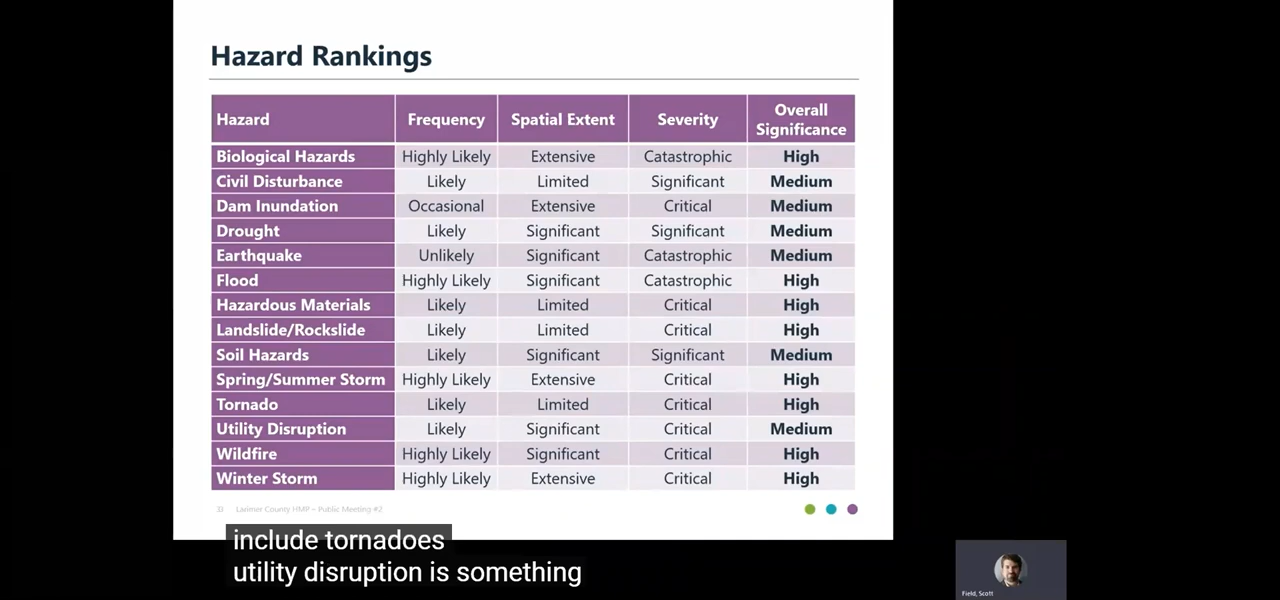 Hazard Rankings
Hazard Frequency Spatial Extent Severity Overall Significance
Biological Hazards Highly Likely Extensive Catastrophic High
Civil Disturbance Likely Limited Significant Medium
Dam Inundation Occasional Extensive Critical Medium
Drought Likely Significant Significant Medium
Earthquake Unlikely Significant Catastrophic Medium
Flood Highly Likely Significant Catastrophic High
Hazardous Materials Likely Limited Critical High
Landslide/Rockslide Likely Limited Critical High
Soil Hazards Likely Significant Significant Medium
Spring/Summer Storm Highly Likely Extensive Critical High
Tornado Likely Limited Critical High
Utility Disruption Likely Significant Critical Medium
Wildfire Highly Likely Significant Critical High
Winter Storm Highly Likely Extensive Critical High
Larimer County HMP – Public Meeting #2
include tornadoes
utility disruption is something
Field, Scott